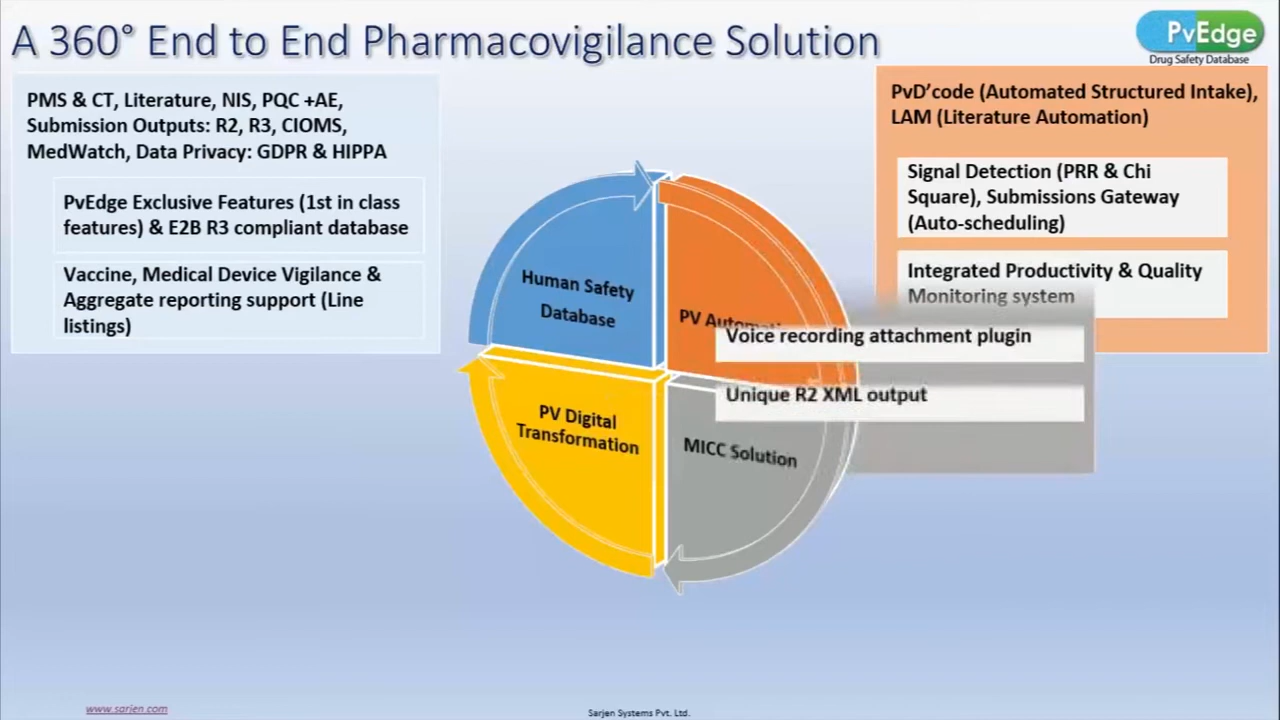 A 360° End to End Pharmacovigilance Solution
PvEdge
Drug Safety Database
PMS & CT, Literature, NIS, PQC +AE,
Submission Outputs: R2, R3, CIOMS,
MedWatch, Data Privacy: GDPR & HIPPA
PvEdge Exclusive Features (1st in class
features) & E2B R3 compliant database
Vaccine, Medical Device Vigilance &
Aggregate reporting support (Line
listings)
PvD’code (Automated Structured Intake),
LAM (Literature Automation)
Signal Detection (PRR & Chi
Square), Submissions Gateway
(Auto-scheduling)
Integrated Productivity & Quality
Monitoring system
Human Safety
Database
PV
Voice recording attachment plugin
Unique R2 XML output
PV Digital
Transformation
MICC Solution
www.sarjen.com
Sarjen Systems Pvt. Ltd.